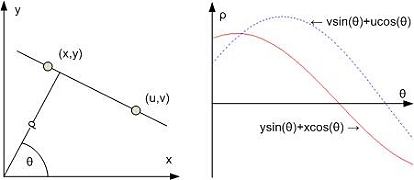 y
(x,y)
(u,v)
ρ
θ
x
ρ
← vsin(θ)+ucos(θ)
θ
ysin(θ)+xcos(θ) →